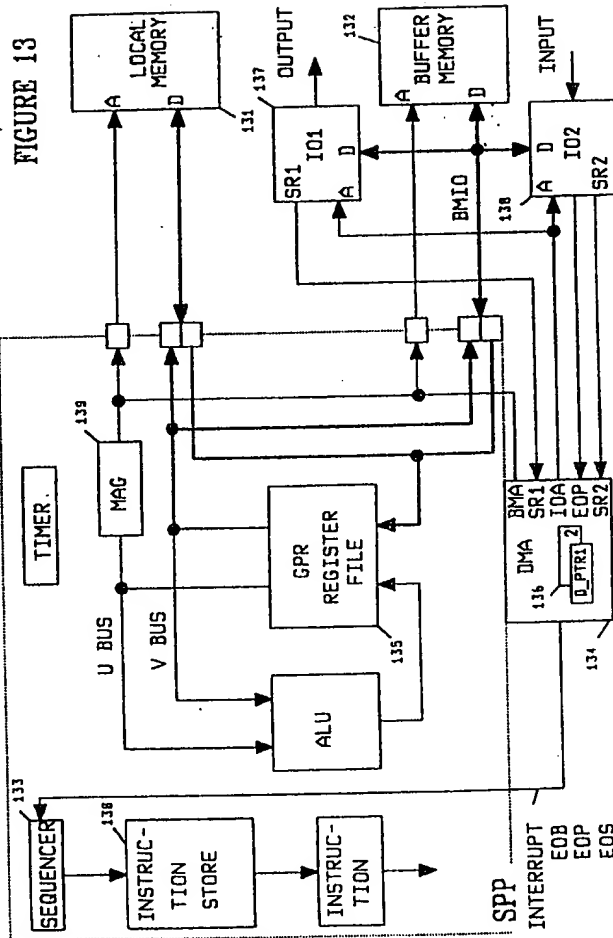 FIGURE 13
LOCAL
MEMORY
A
D
131
137
OUTPUT
132
SR1
IO1
A
D
BUFFER
MEMORY
A
D
BMIO
INPUT
138
A
D
IO2
SR2
TIMER
139
MAG
U BUS
V BUS
GPR
REGISTER
FILE
135
ALU
133
SEQUENCER
138
INSTRUC-
TION
STORE
INSTRUC-
TION
SPP
BMA
SR1
IOA
EOP
SR2
DMA
136
D_PTR1
2
134
INTERRUPT
EOB
EOP
EOS